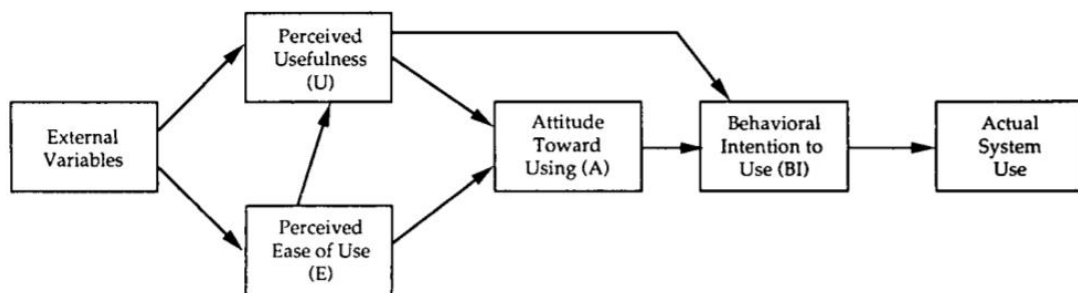 External
Variables
Perceived
Usefulness
(U)
Perceived
Ease of Use
(E)
Attitude
Toward
Using (A)
Behavioral
Intention to
Use (BI)
Actual
System
Use